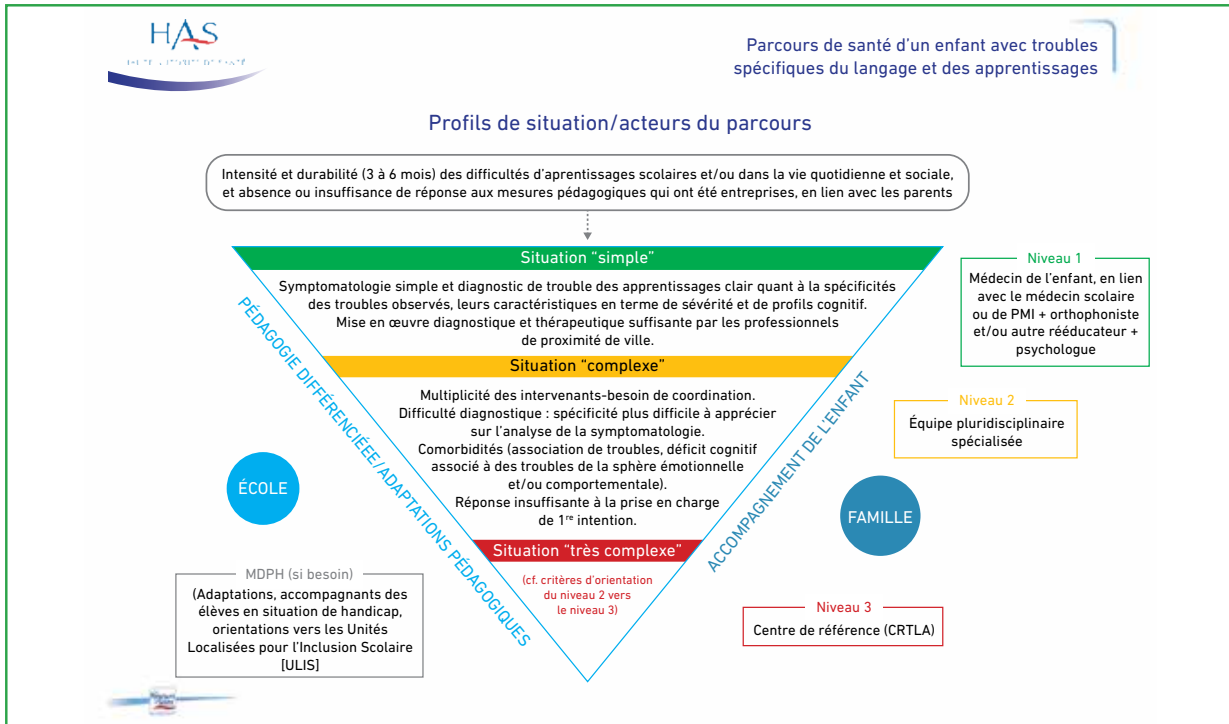 HAS
HAUTE AUTORITÉ DE SANTÉ
Parcours de santé d'un enfant avec troubles
spécifiques du langage et des apprentissages
Profils de situation/acteurs du parcours
Intensité et durabilité (3 à 6 mois) des difficultés d'aprentissages scolaires et/ou dans la vie quotidienne et sociale,
et absence ou insuffisance de réponse aux mesures pédagogiques qui ont été entreprises, en lien avec les parents
Situation "simple"
Symptomatologie simple et diagnostic de trouble des apprentissages clair quant à la spécificités
des troubles observés, leurs caractéristiques en terme de sévérité et de profils cognitif.
Mise en œuvre diagnostique et thérapeutique suffisante par les professionnels
de proximité de ville.
Niveau 1
Médecin de l'enfant, en lien
avec le médecin scolaire
ou de PMI + orthophoniste
et/ou autre rééducateur +
psychologue
Situation "complexe"
Multiplicité des intervenants-besoin de coordination.
Difficulté diagnostique : spécificité plus difficile à apprécier
sur l'analyse de la symptomatologie.
Comorbidités (association de troubles, déficit cognitif
associé à des troubles de la sphère émotionnelle
et/ou comportementale).
Réponse insuffisante à la prise en charge
de 1re intention.
Niveau 2
Équipe pluridisciplinaire
spécialisée
PÉDAGOGIE DIFFÉRENCIÉEE/ADAPTATIONS PÉDAGOGIQUES
ACCOMPAGNEMENT DE L'ENFANT
ÉCOLE
FAMILLE
Situation "très complexe"
(cf. critères d'orientation
du niveau 2 vers
le niveau 3)
MDPH (si besoin)
(Adaptations, accompagnants des
élèves en situation de handicap,
orientations vers les Unités
Localisées pour l'Inclusion Scolaire
[ULIS]
Niveau 3
Centre de référence (CRTLA)